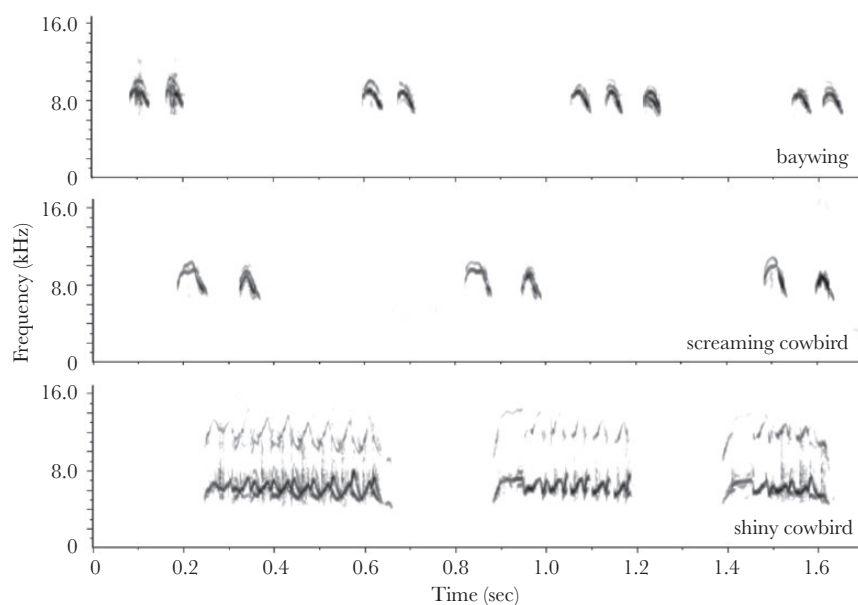 16.0
8.0
0
baywing
16.0
8.0
0
screaming cowbird
Frequency (kHz)
16.0
8.0
0
shiny cowbird
0 0.2 0.4 0.6 0.8 1.0 1.2 1.4 1.6
Time (sec)